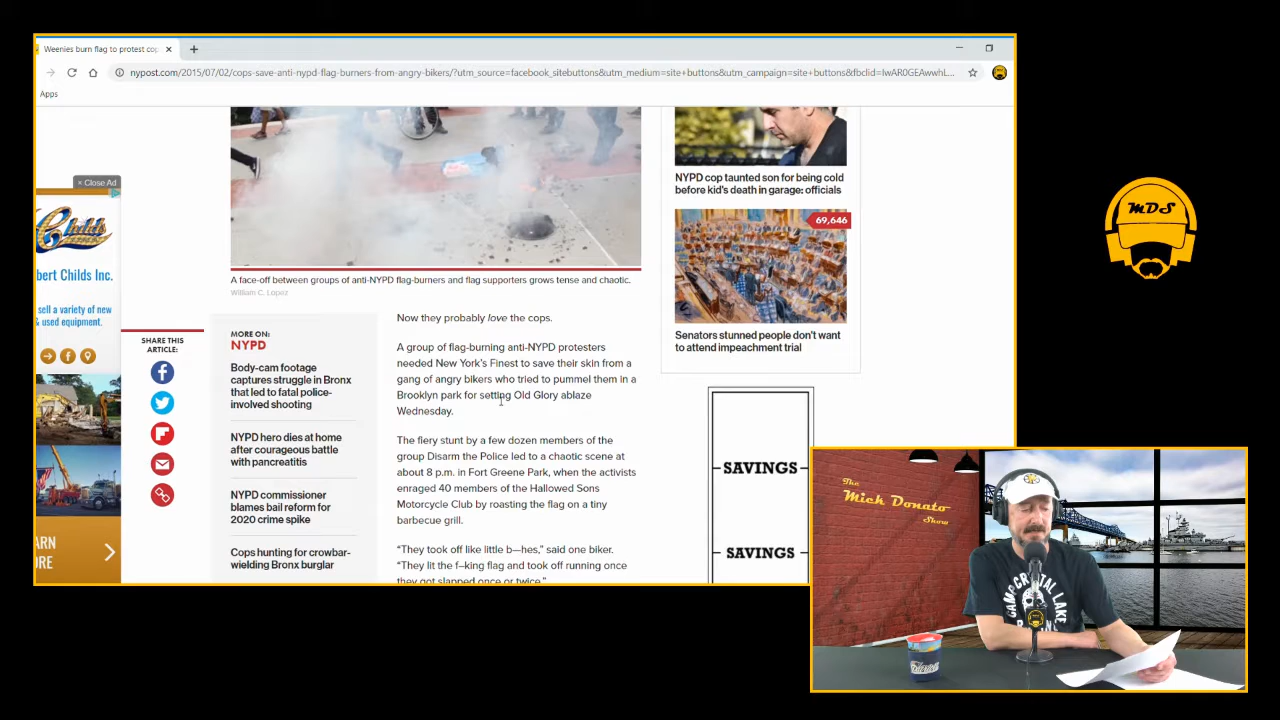 Weenies burn flag to protest cop
nypost.com/2015/07/02/cops-save-anti-nypd-flag-burners-from-angry-bikers/?utm_source=facebook_sitebuttons&utm_medium=site+buttons&utm_campaign=site+buttons&fbclid=IwAR0GEAwwhL...
Apps
× Close Ad
Childs
bert Childs Inc.
sell a variety of new
& used equipment.
ARN
ORE
A face-off between groups of anti-NYPD flag-burners and flag supporters grows tense and chaotic.
William C. Lopez
SHARE THIS
ARTICLE:
MORE ON:
NYPD
Body-cam footage
captures struggle in Bronx
that led to fatal police-
involved shooting
NYPD hero dies at home
after courageous battle
with pancreatitis
NYPD commissioner
blames bail reform for
2020 crime spike
Cops hunting for crowbar-
wielding Bronx burglar
Now they probably love the cops.
A group of flag-burning anti-NYPD protesters
needed New York's Finest to save their skin from a
gang of angry bikers who tried to pummel them in a
Brooklyn park for setting Old Glory ablaze
Wednesday.
The fiery stunt by a few dozen members of the
group Disarm the Police led to a chaotic scene at
about 8 p.m. in Fort Greene Park, when the activists
enraged 40 members of the Hallowed Sons
Motorcycle Club by roasting the flag on a tiny
barbecue grill.
“They took off like little b—hes,” said one biker.
“They lit the f–king flag and took off running once
they got slapped once or twice.”
NYPD cop taunted son for being cold
before kid's death in garage: officials
69,646
Senators stunned people don't want
to attend impeachment trial
SAVINGS
SAVINGS
MDS
The
Mick Donato
Show
CAMP CRYSTAL LAKE